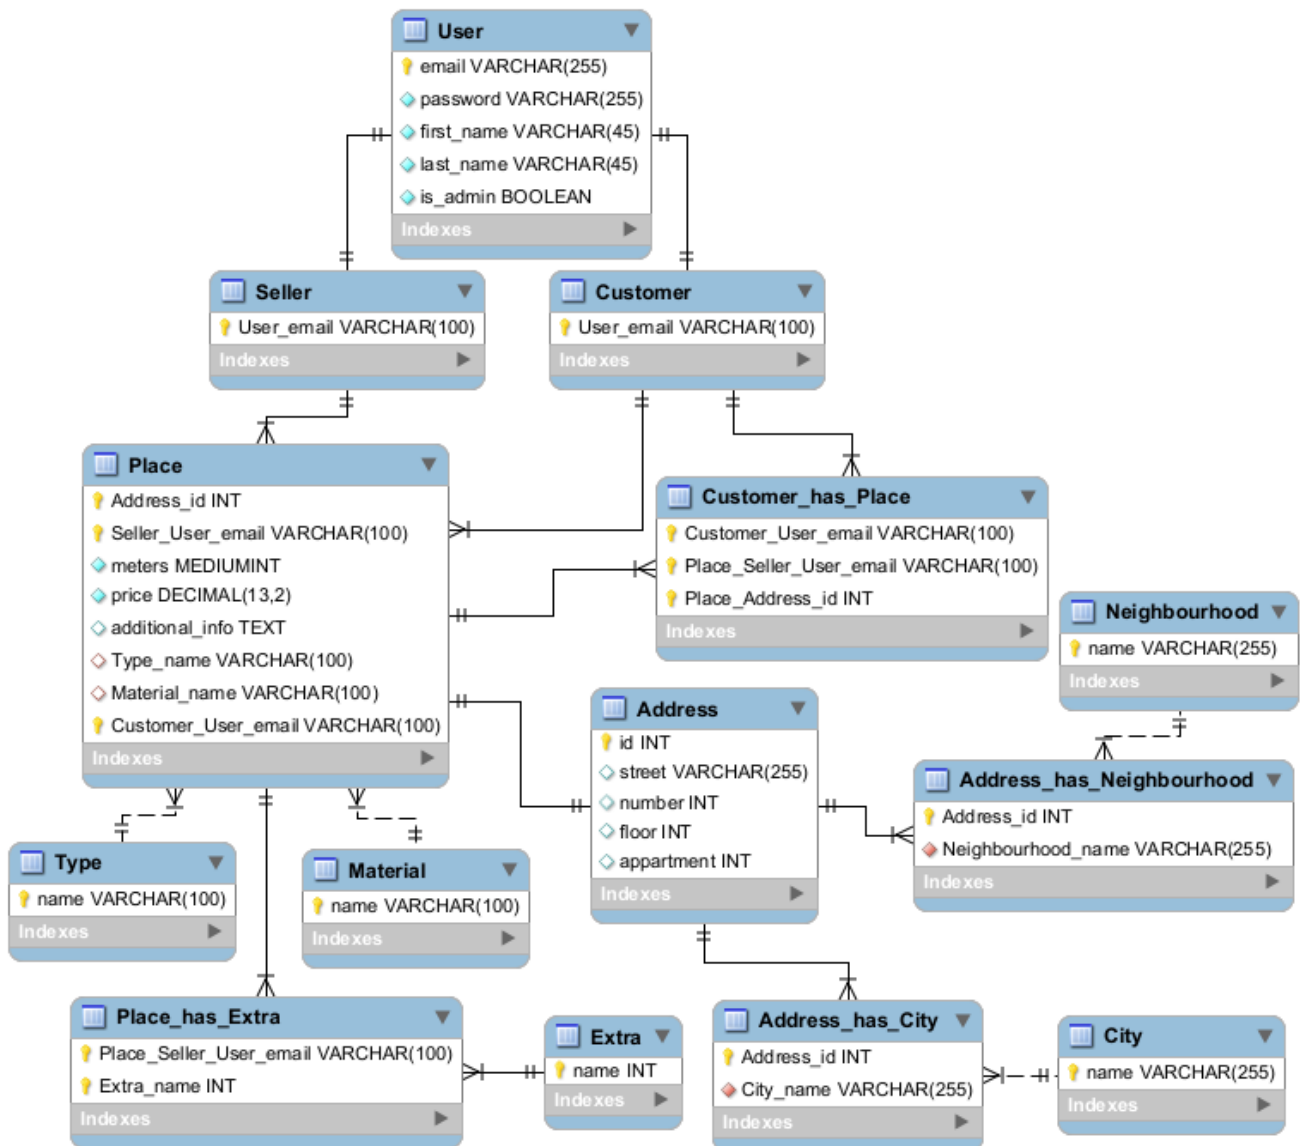 User
email VARCHAR(255)
password VARCHAR(255)
first_name VARCHAR(45)
last_name VARCHAR(45)
is_admin BOOLEAN
Indexes
Seller
User_email VARCHAR(100)
Indexes
Customer
User_email VARCHAR(100)
Indexes
Place
Address_id INT
Seller_User_email VARCHAR(100)
meters MEDIUMINT
price DECIMAL(13,2)
additional_info TEXT
Type_name VARCHAR(100)
Material_name VARCHAR(100)
Customer_User_email VARCHAR(100)
Indexes
Customer_has_Place
Customer_User_email VARCHAR(100)
Place_Seller_User_email VARCHAR(100)
Place_Address_id INT
Indexes
Neighbourhood
name VARCHAR(255)
Indexes
Address
id INT
street VARCHAR(255)
number INT
floor INT
appartment INT
Indexes
Address_has_Neighbourhood
Address_id INT
Neighbourhood_name VARCHAR(255)
Indexes
Type
name VARCHAR(100)
Indexes
Material
name VARCHAR(100)
Indexes
Place_has_Extra
Place_Seller_User_email VARCHAR(100)
Extra_name INT
Indexes
Extra
name INT
Indexes
Address_has_City
Address_id INT
City_name VARCHAR(255)
Indexes
City
name VARCHAR(255)
Indexes